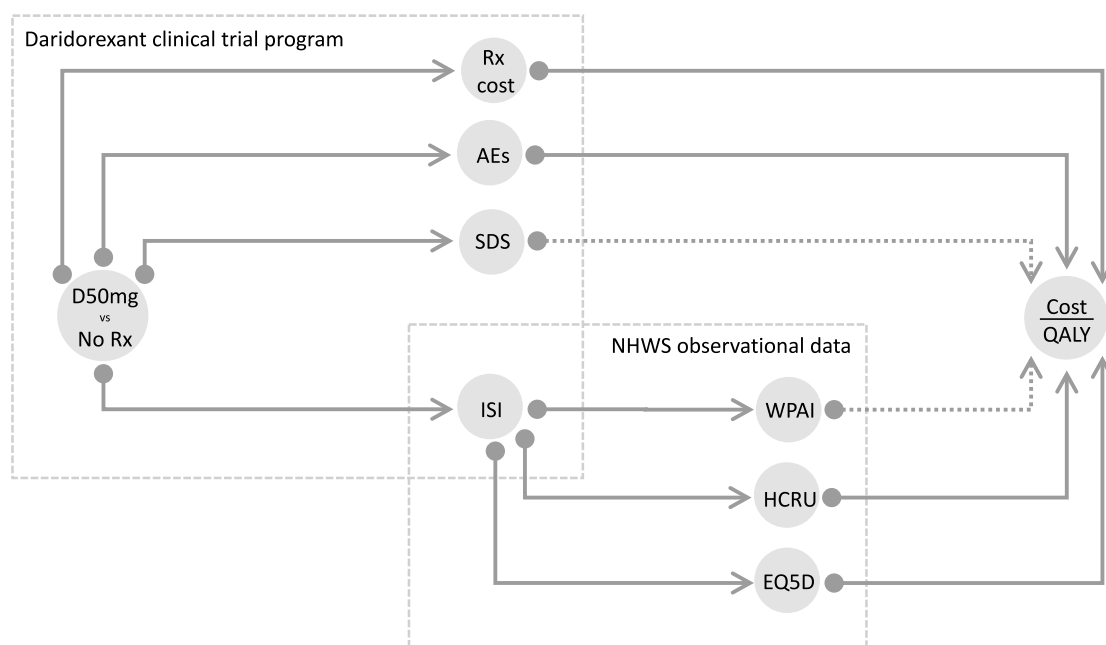 Daridorexant clinical trial program
Rx
cost
AEs
SDS
D50mg
vs
No Rx
Cost
QALY
NHWS observational data
ISI
WPAI
HCRU
EQ5D